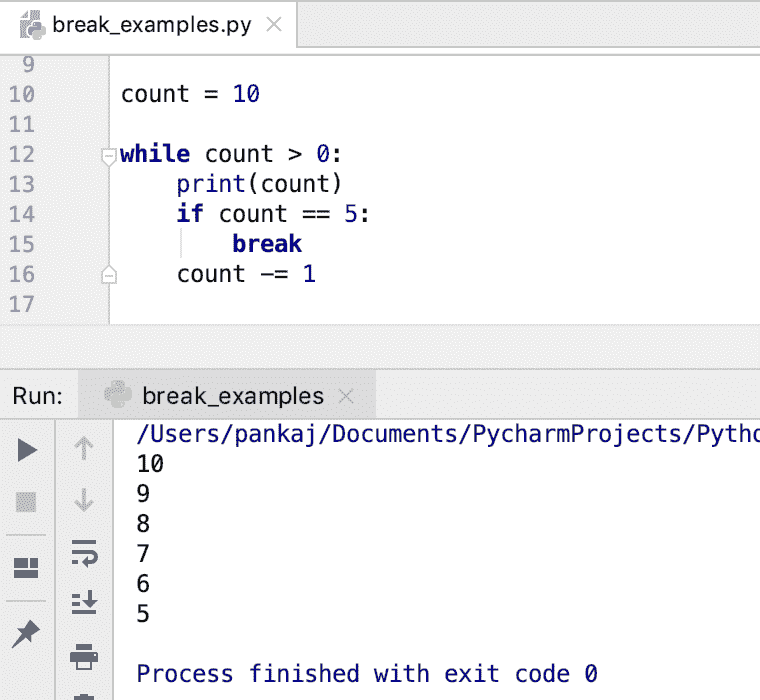 break_examples.py
9
10 count = 10
11
12 while count > 0:
13 print(count)
14 if count == 5:
15 break
16 count -= 1
17
Run: break_examples
/Users/pankaj/Documents/PycharmProjects/Pytho
10
9
8
7
6
5
Process finished with exit code 0